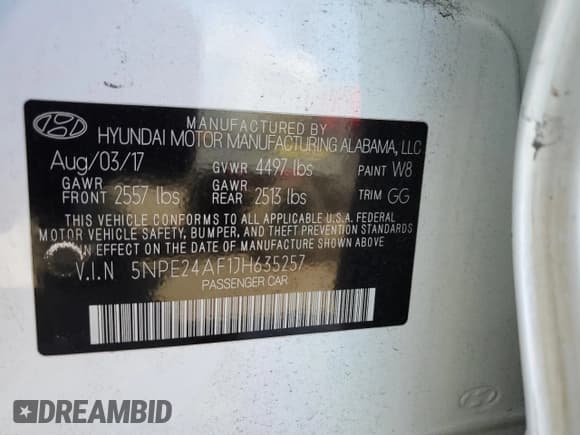 MANUFACTURED BY
HYUNDAI MOTOR MANUFACTURING ALABAMA, LLC
Aug/03/17 GVWR 4497 lbs PAINT W8
GAWR FRONT 2557 lbs GAWR REAR 2513 lbs TRIM GG
THIS VEHICLE CONFORMS TO ALL APPLICABLE U.S.A. FEDERAL
MOTOR VEHICLE SAFETY, BUMPER, AND THEFT PREVENTION STANDARDS
IN EFFECT ON THE DATE OF MANUFACTURE SHOWN ABOVE.
V.I.N 5NPE24AF1JH635257
PASSENGER CAR
DREAMBID